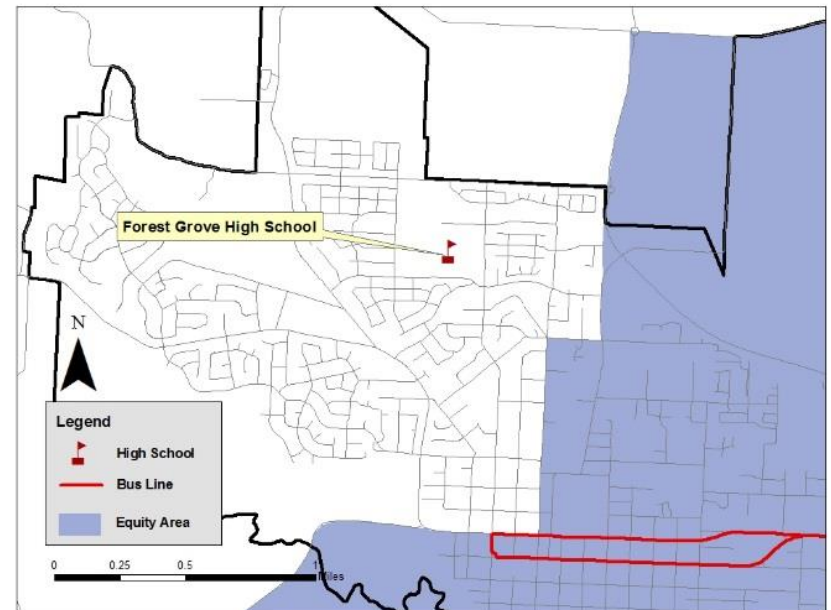 Forest Grove High School
N
Legend
High School
Bus Line
Equity Area
0 0.25 0.5 1
Miles